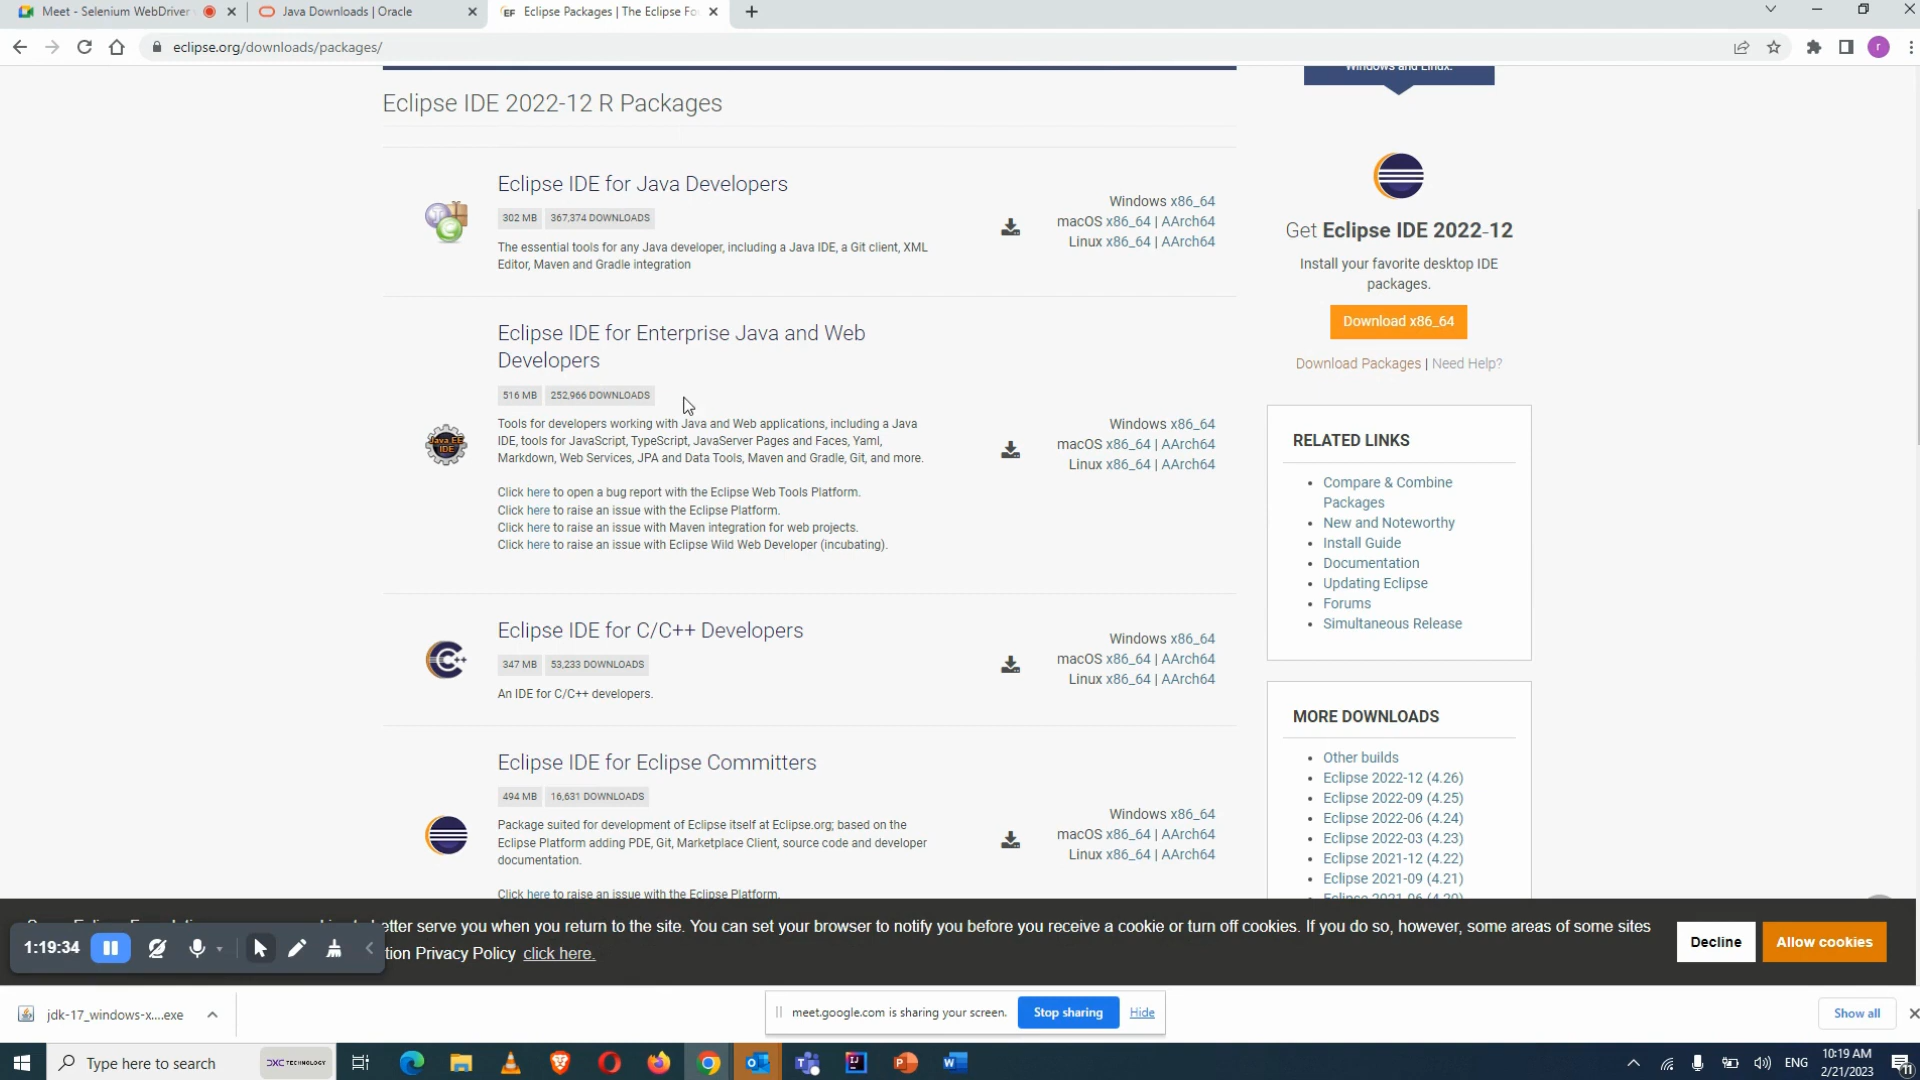 Meet - Selenium WebDriver
Java Downloads | Oracle
Eclipse Packages | The Eclipse Fo
eclipse.org/downloads/packages/
r
Windows and Linux.
Eclipse IDE 2022-12 R Packages
Eclipse IDE for Java Developers
302 MB 367,374 DOWNLOADS
The essential tools for any Java developer, including a Java IDE, a Git client, XML
Editor, Maven and Gradle integration
Windows x86_64
macOS x86_64 | AArch64
Linux x86_64 | AArch64
Eclipse IDE for Enterprise Java and Web
Developers
516 MB 252,966 DOWNLOADS
Java EE
IDE
Tools for developers working with Java and Web applications, including a Java
IDE, tools for JavaScript, TypeScript, JavaServer Pages and Faces, Yaml,
Markdown, Web Services, JPA and Data Tools, Maven and Gradle, Git, and more.
Click here to open a bug report with the Eclipse Web Tools Platform.
Click here to raise an issue with the Eclipse Platform.
Click here to raise an issue with Maven integration for web projects.
Click here to raise an issue with Eclipse Wild Web Developer (incubating).
Windows x86_64
macOS x86_64 | AArch64
Linux x86_64 | AArch64
Eclipse IDE for C/C++ Developers
347 MB 53,233 DOWNLOADS
An IDE for C/C++ developers.
Windows x86_64
macOS x86_64 | AArch64
Linux x86_64 | AArch64
Eclipse IDE for Eclipse Committers
494 MB 16,631 DOWNLOADS
Package suited for development of Eclipse itself at Eclipse.org; based on the
Eclipse Platform adding PDE, Git, Marketplace Client, source code and developer
documentation.
Click here to raise an issue with the Eclipse Platform.
Windows x86_64
macOS x86_64 | AArch64
Linux x86_64 | AArch64
Get Eclipse IDE 2022-12
Install your favorite desktop IDE
packages.
Download x86_64
Download Packages | Need Help?
RELATED LINKS
Compare & Combine
Packages
New and Noteworthy
Install Guide
Documentation
Updating Eclipse
Forums
Simultaneous Release
MORE DOWNLOADS
Other builds
Eclipse 2022-12 (4.26)
Eclipse 2022-09 (4.25)
Eclipse 2022-06 (4.24)
Eclipse 2022-03 (4.23)
Eclipse 2021-12 (4.22)
Eclipse 2021-09 (4.21)
Eclipse 2021-06 (4.20)
etter serve you when you return to the site. You can set your browser to notify you before you receive a cookie or turn off cookies. If you do so, however, some areas of some sites
tion Privacy Policy click here.
Decline
Allow cookies
1:19:34
jdk-17_windows-x....exe
meet.google.com is sharing your screen.
Stop sharing
Hide
Show all
Type here to search
DXC TECHNOLOGY
ENG
10:19 AM
2/21/2023
11